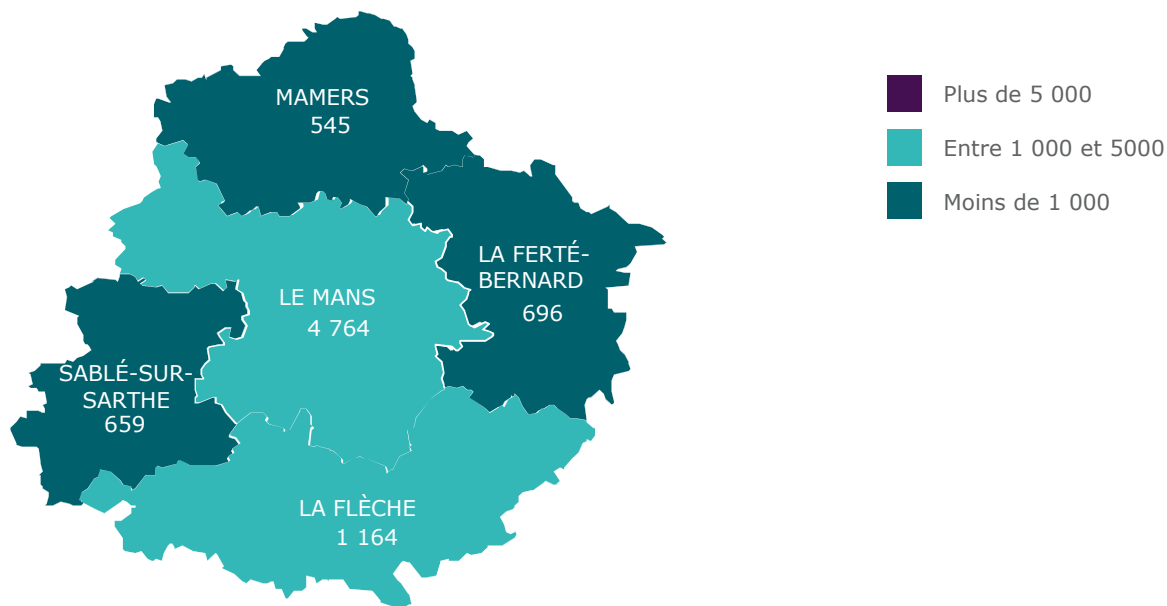 MAMERS
545
LA FERTÉ-
BERNARD
696
LE MANS
4 764
SABLÉ-SUR-
SARTHE
659
LA FLÈCHE
1 164
Plus de 5 000
Entre 1 000 et 5000
Moins de 1 000